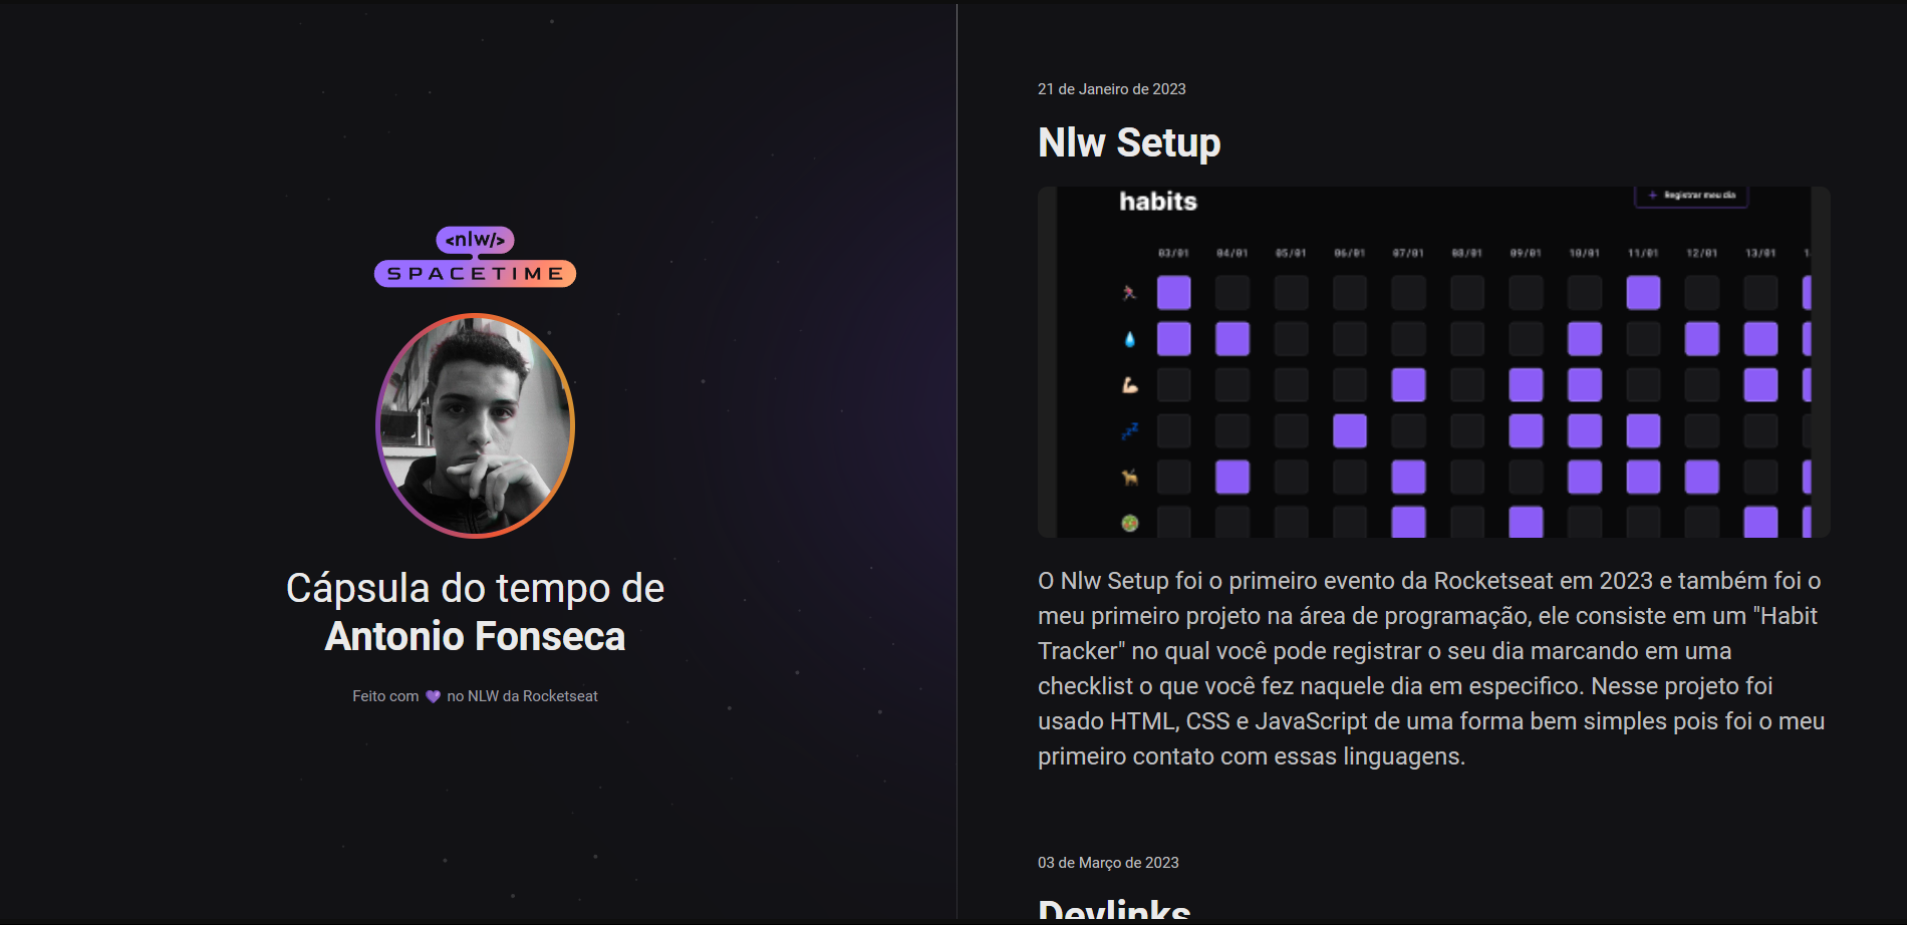 <nlw/>
SPACETIME
Cápsula do tempo de
Antonio Fonseca
Feito com 💜 no NLW da Rocketseat
21 de Janeiro de 2023
Nlw Setup
habits
+ Registrar meu dia
03/01 04/01 05/01 06/01 07/01 08/01 09/01 10/01 11/01 12/01 13/01
O Nlw Setup foi o primeiro evento da Rocketseat em 2023 e também foi o
meu primeiro projeto na área de programação, ele consiste em um "Habit
Tracker" no qual você pode registrar o seu dia marcando em uma
checklist o que você fez naquele dia em especifico. Nesse projeto foi
usado HTML, CSS e JavaScript de uma forma bem simples pois foi o meu
primeiro contato com essas linguagens.
03 de Março de 2023
Devlinks